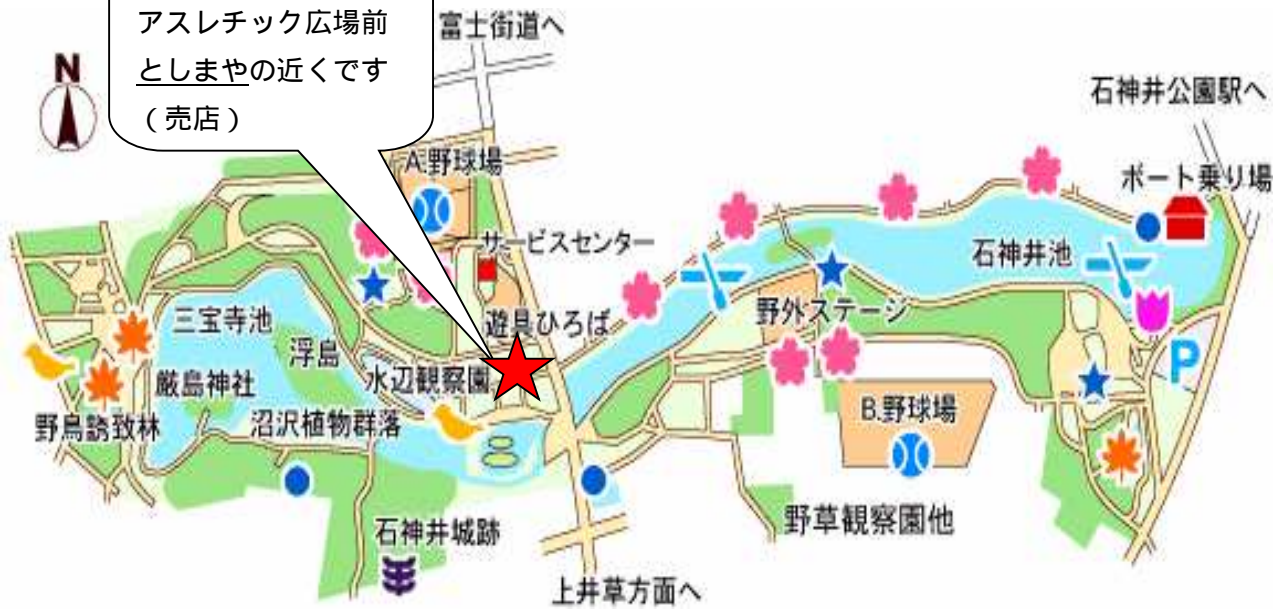 アスレチック広場前
としまやの近くです
（売店）
富士街道へ
N
石神井公園駅へ
A.野球場
ボート乗り場
サービスセンター
石神井池
三宝寺池
遊具ひろば
野外ステージ
浮島
厳島神社
水辺観察園
P
野鳥誘致林
沼沢植物群落
B.野球場
石神井城跡
野草観察園他
上井草方面へ